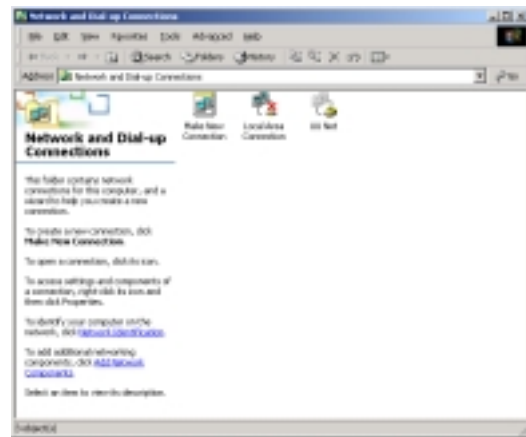 Network and Dial-up Connections
File Edit View Favorites Tools Advanced Help
Search Folders History
Address Network and Dial-up Connections
Network and Dial-up
Connections
Make New
Connection
Local Area
Connection
This folder contains network
connections for this computer, and a
wizard to help you create a new
connection.
To create a new connection, click
Make New Connection.
To open a connection, click its icon.
To access settings and components of
a connection, right-click its icon and
then click Properties.
To identify your computer on the
network, click Network Identification.
To add additional networking
components, click Add Network
Components.
Select an item to view its description.